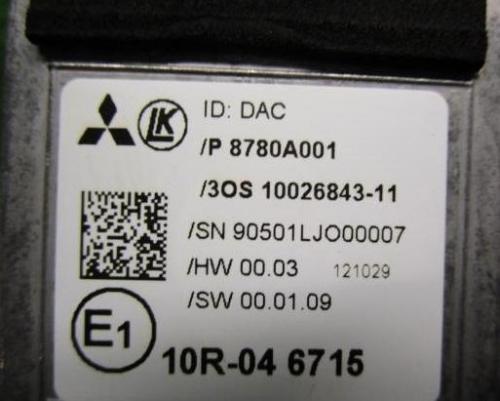 LK
ID: DAC
/P 8780A001
/3OS 10026843-11
/SN 90501LJO00007
/HW 00.03 121029
/SW 00.01.09
E1
10R-04 6715